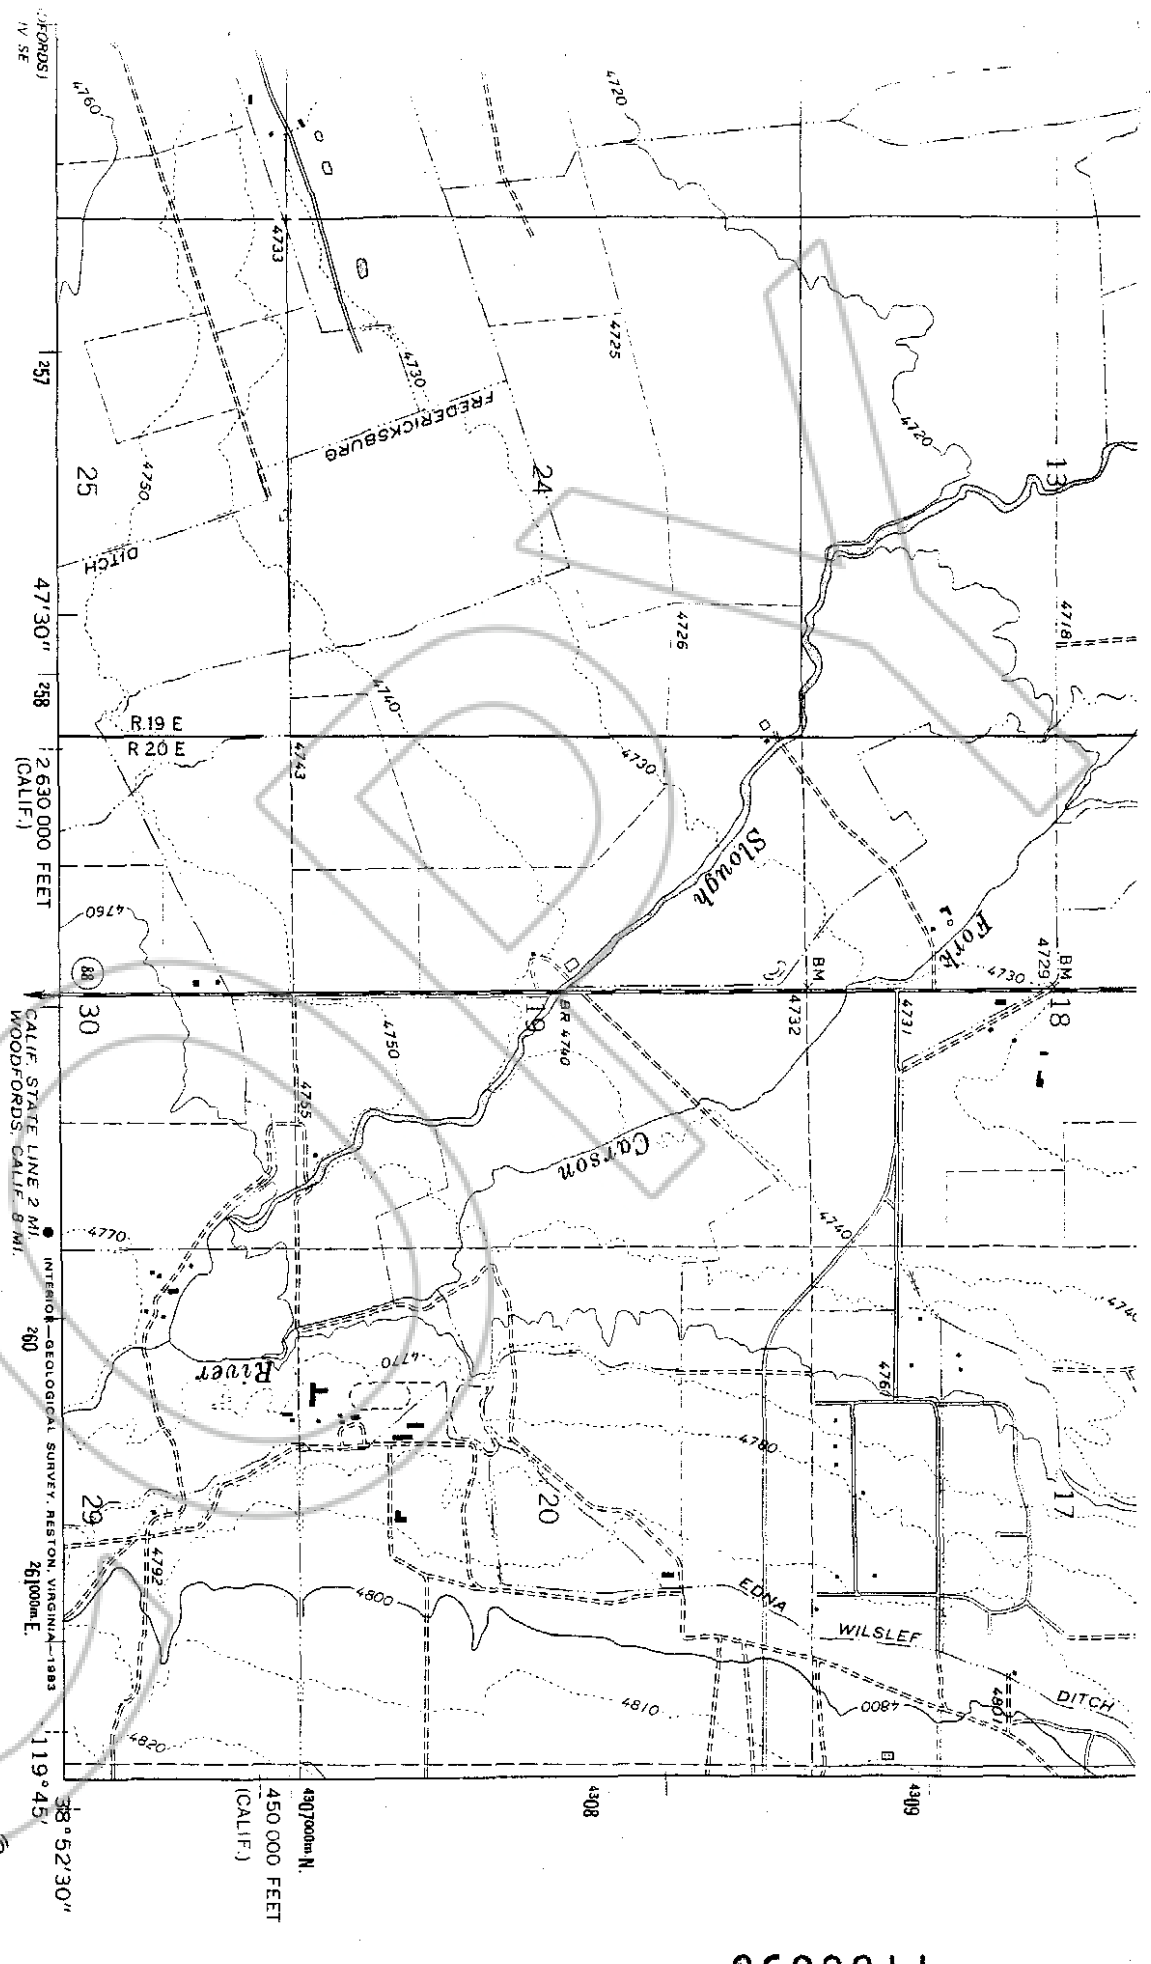 IV SE
4760
4720
4733
4725
4730
FREDERICKSBURG
4720
25
4750
24
13
DITCH
257
47'30"
4726
4718
4740
258
R 19 E
R 20 E
4743
4730
2 630 000 FEET
(CALIF.)
Slough
4760
88
30
19
BR 4740
BM
4732
Fork
4730
4731
BM
4729
18
4750
4755
CALIF. STATE LINE 2 MI.
WOODFORDS, CALIF. 8 MI.
Carson
4770
4740
4740
River
4770
4761
4780
260
INTERIOR—GEOLOGICAL SURVEY, RESTON, VIRGINIA—1983
29
20
17
4792
4800
EDNA
WILSLEF
DITCH
261000m.E.
4810
4800
4801
4820
119°45'
38°52'30"
4307000m.N.
4308
4309
450 000 FEET
(CALIF.)